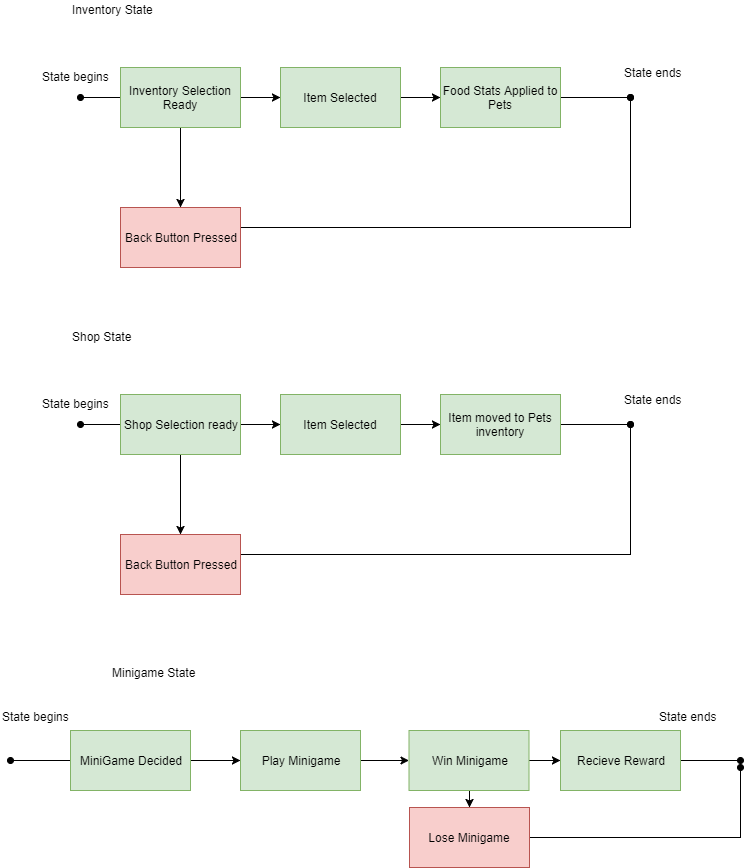 Inventory State
State begins
State ends
Inventory Selection
Ready
Item Selected
Food Stats Applied to
Pets
Back Button Pressed
Shop State
State begins
State ends
Shop Selection ready
Item Selected
Item moved to Pets
inventory
Back Button Pressed
Minigame State
State begins
State ends
MiniGame Decided
Play Minigame
Win Minigame
Recieve Reward
Lose Minigame